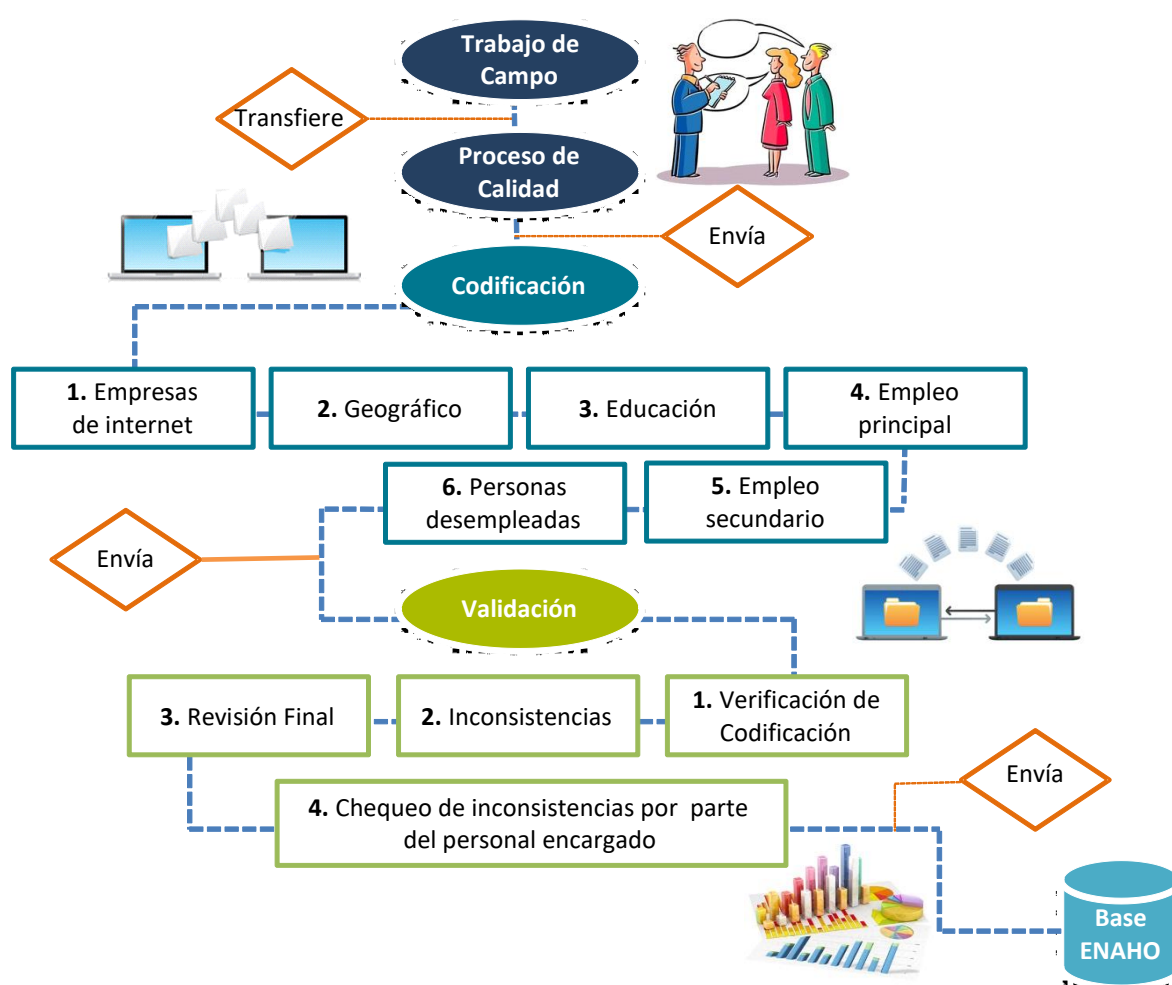 Trabajo de
Campo
Transfiere
Proceso de
Calidad
Envía
Codificación
1. Empresas
de internet
2. Geográfico
3. Educación
4. Empleo
principal
6. Personas
desempleadas
5. Empleo
secundario
Envía
Validación
3. Revisión Final
2. Inconsistencias
1. Verificación de
Codificación
Envía
4. Chequeo de inconsistencias por parte
del personal encargado
Base
ENAHO